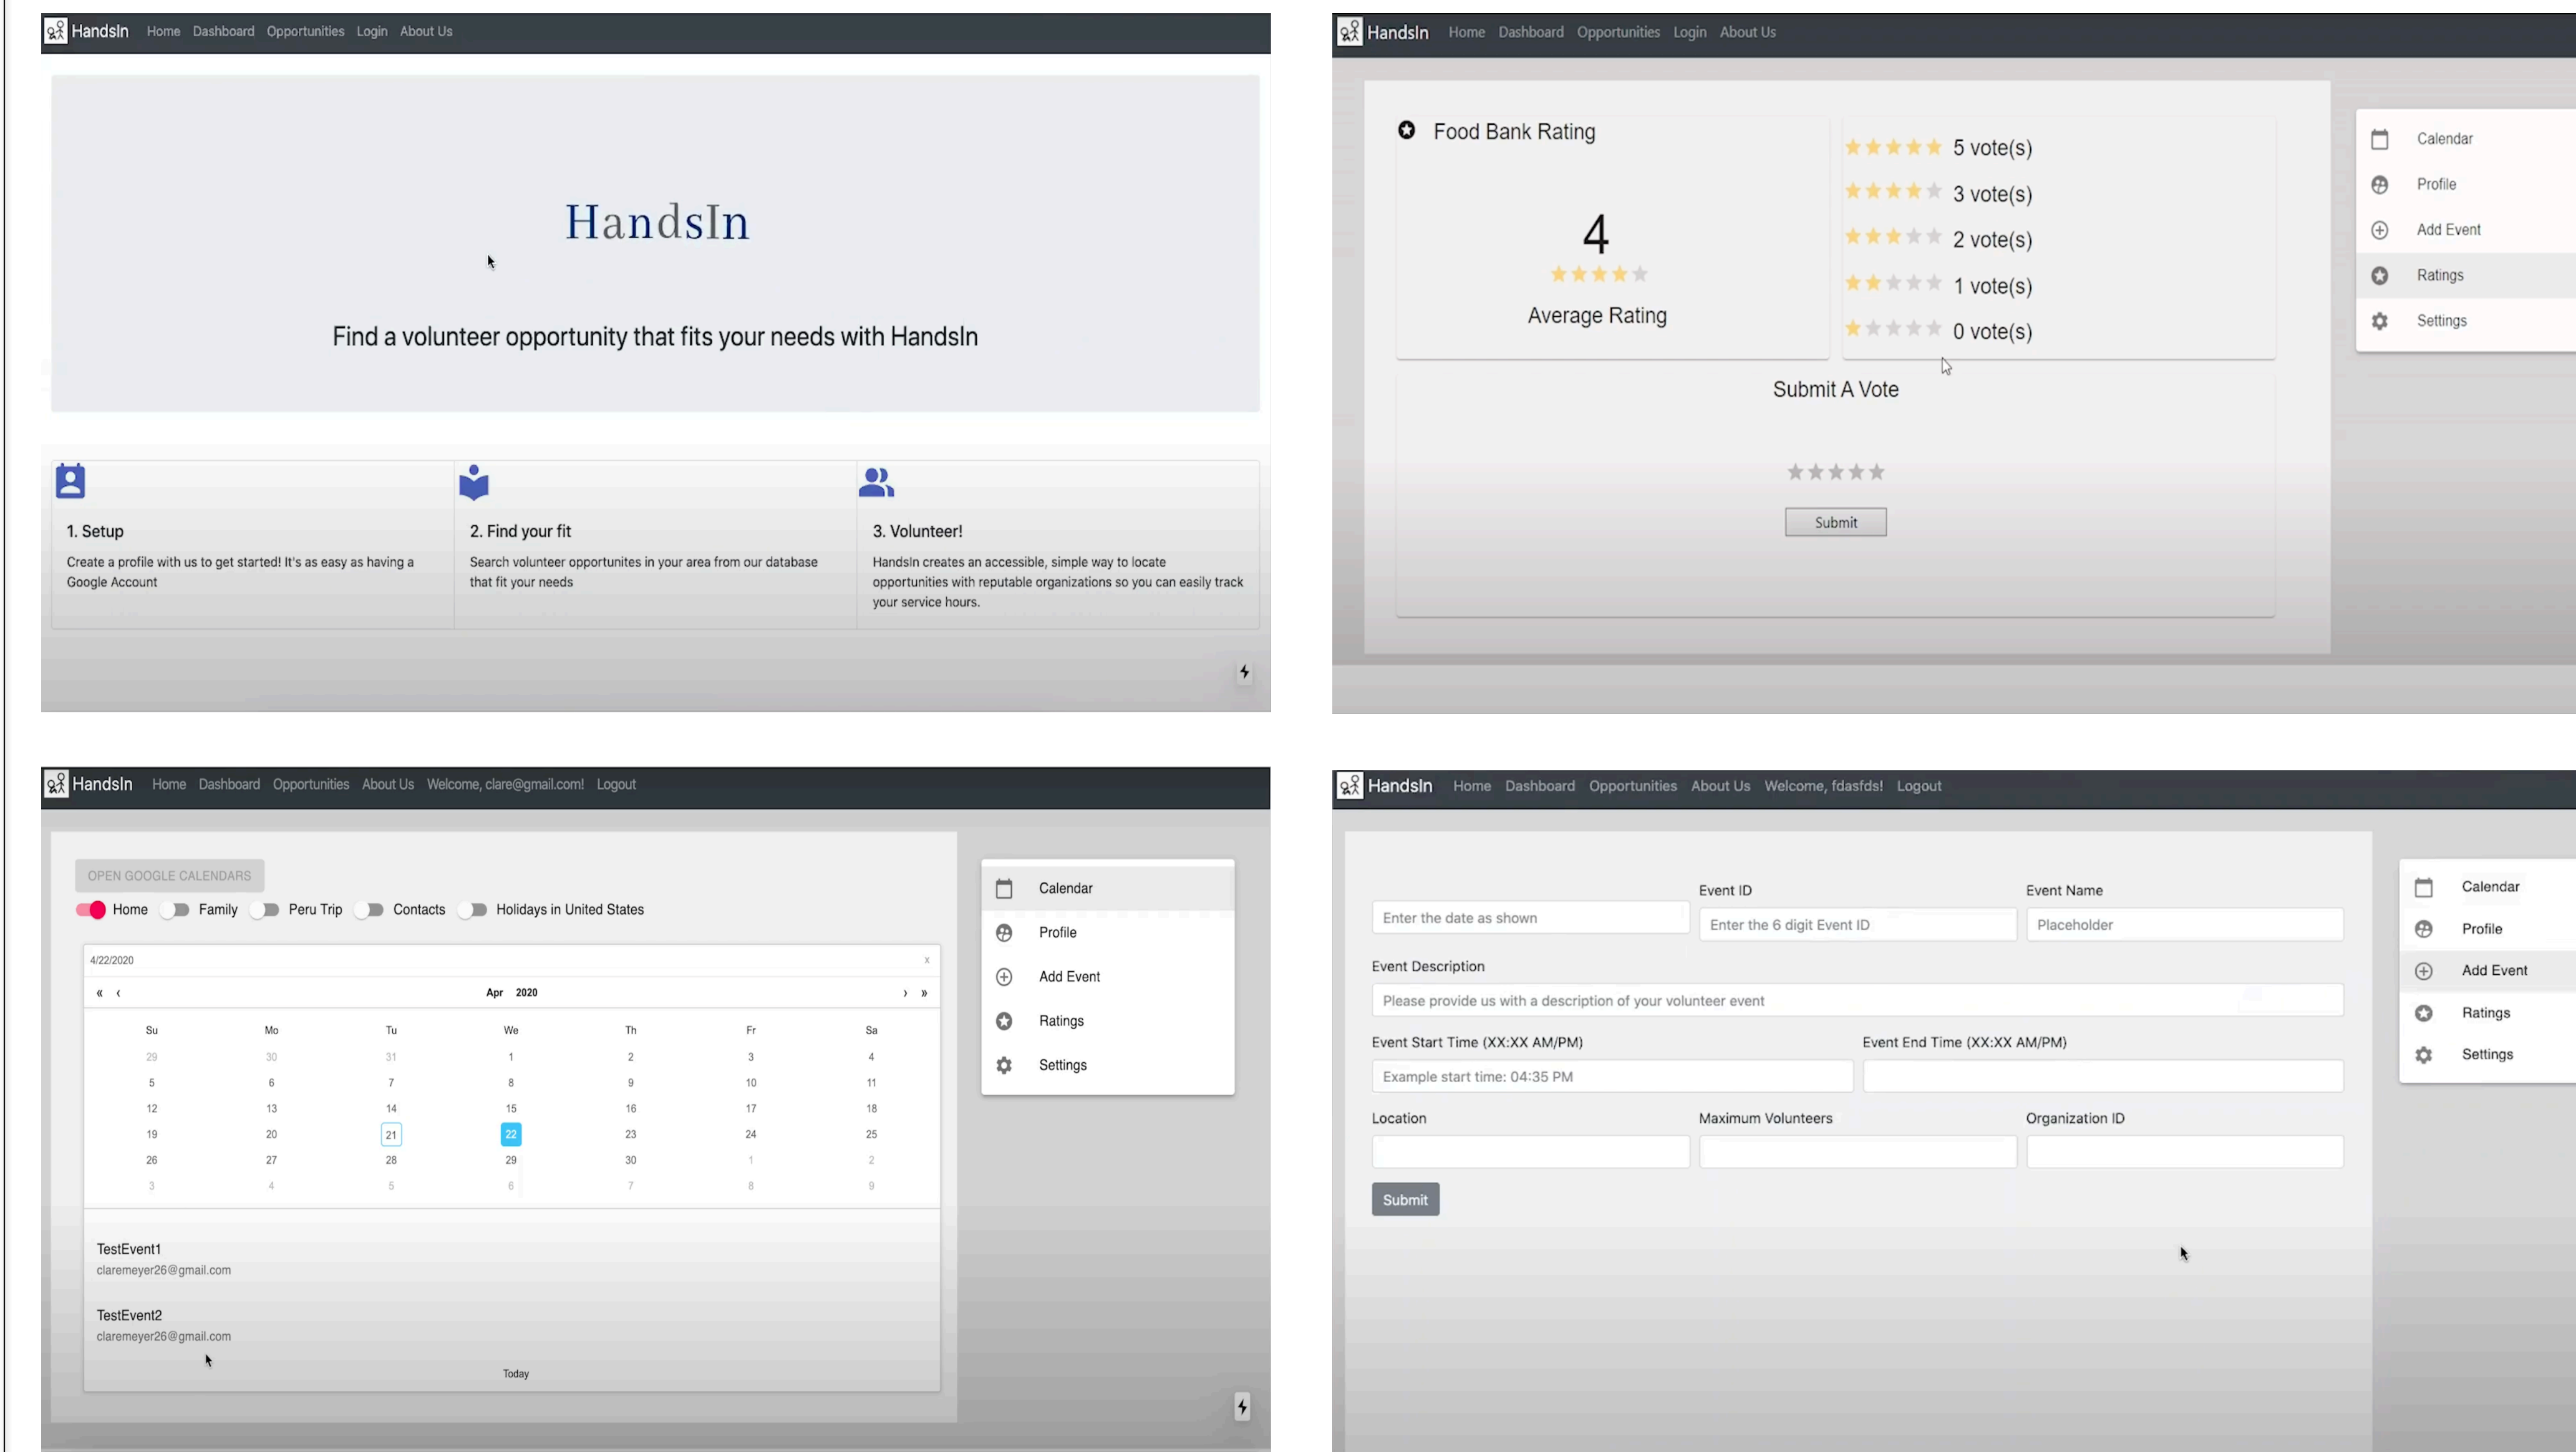 HandsIn Home Dashboard Opportunities Login About Us
HandsIn
Find a volunteer opportunity that fits your needs with HandsIn
1. Setup
Create a profile with us to get started! It's as easy as having a
Google Account
2. Find your fit
Search volunteer opportunites in your area from our database
that fit your needs
3. Volunteer!
HandsIn creates an accessible, simple way to locate
opportunities with reputable organizations so you can easily track
your service hours.
HandsIn Home Dashboard Opportunities Login About Us
Food Bank Rating
4
Average Rating
5 vote(s)
3 vote(s)
2 vote(s)
1 vote(s)
0 vote(s)
Submit A Vote
Submit
Calendar
Profile
Add Event
Ratings
Settings
HandsIn Home Dashboard Opportunities About Us Welcome, clare@gmail.com! Logout
OPEN GOOGLE CALENDARS
Home Family Peru Trip Contacts Holidays in United States
4/22/2020 x
« ‹ Apr 2020 › »
Su Mo Tu We Th Fr Sa
29 30 31 1 2 3 4
5 6 7 8 9 10 11
12 13 14 15 16 17 18
19 20 21 22 23 24 25
26 27 28 29 30 1 2
3 4 5 6 7 8 9
TestEvent1
claremeyer26@gmail.com
TestEvent2
claremeyer26@gmail.com
Today
Calendar
Profile
Add Event
Ratings
Settings
HandsIn Home Dashboard Opportunities About Us Welcome, fdasfds! Logout
Event ID Event Name
Enter the date as shown Enter the 6 digit Event ID Placeholder
Event Description
Please provide us with a description of your volunteer event
Event Start Time (XX:XX AM/PM) Event End Time (XX:XX AM/PM)
Example start time: 04:35 PM
Location Maximum Volunteers Organization ID
Submit
Calendar
Profile
Add Event
Ratings
Settings